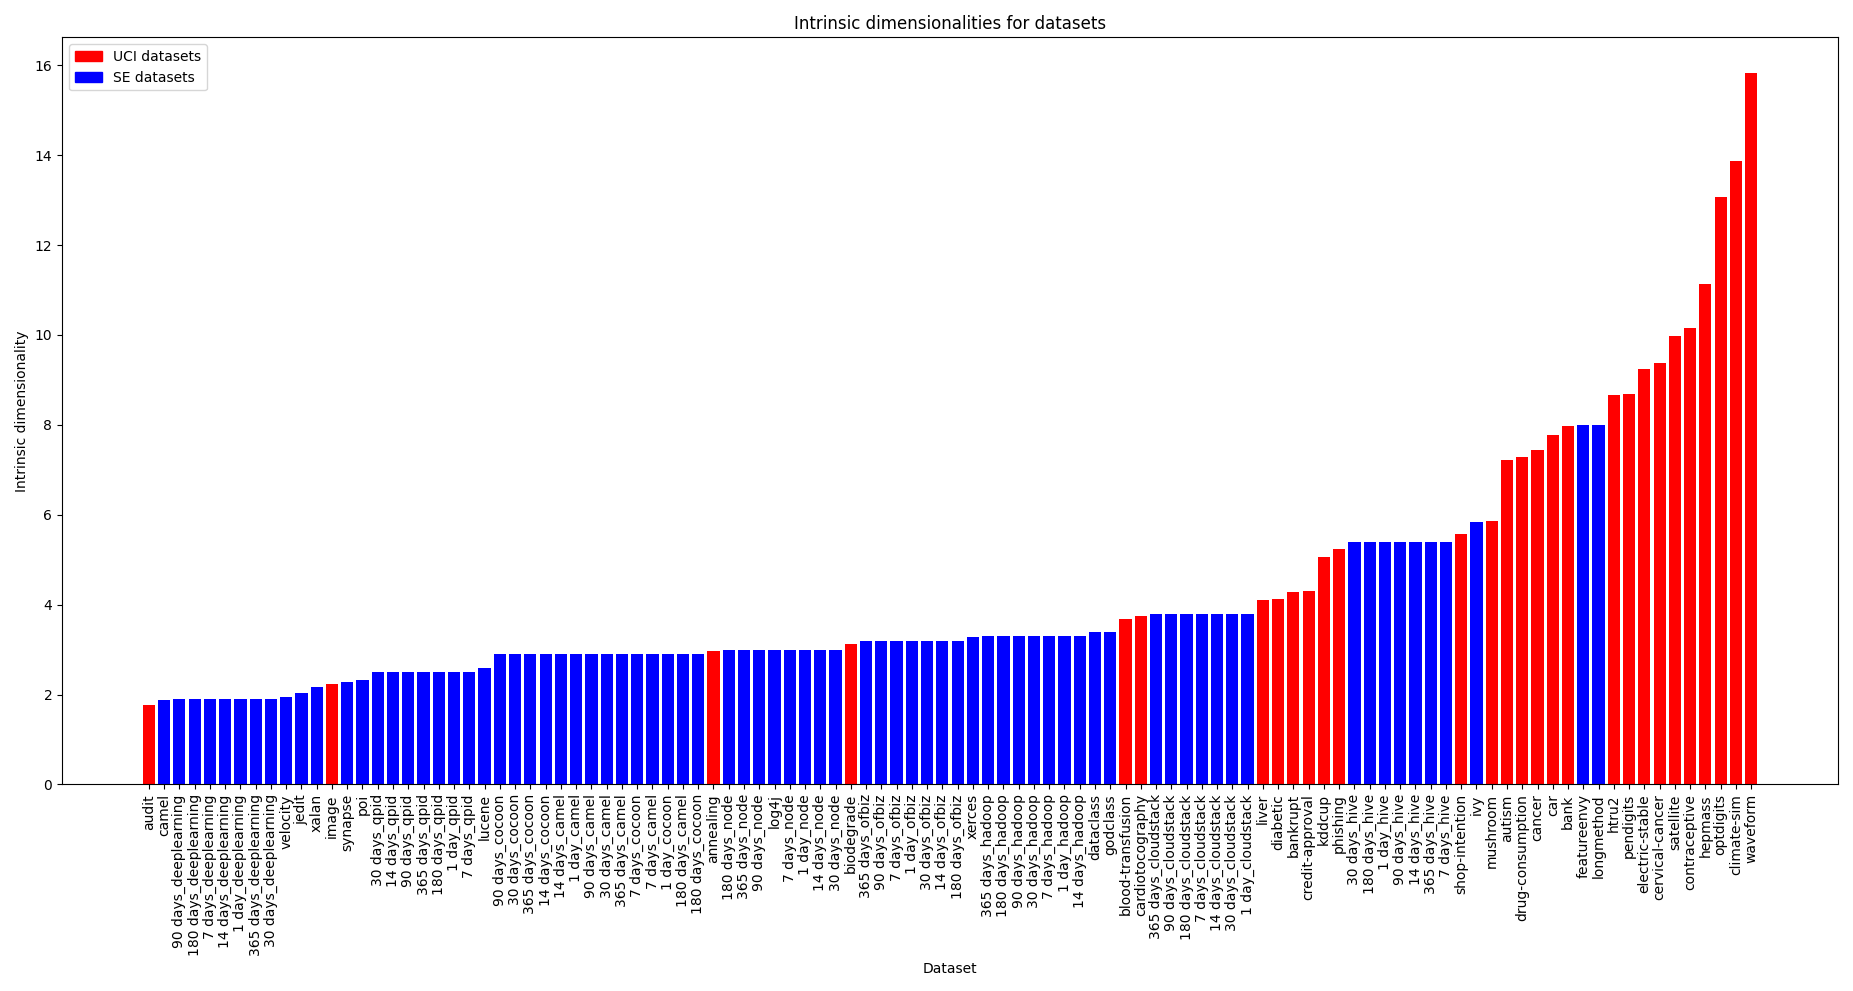 Intrinsic dimensionalities for datasets
UCI datasets
SE datasets
16
14
12
10
8
6
4
2
0
Intrinsic dimensionality
audit
camel
90 days_deeplearning
180 days_deeplearning
7 days_deeplearning
14 days_deeplearning
1 day_deeplearning
365 days_deeplearning
30 days_deeplearning
velocity
jedit
xalan
image
synapse
poi
30 days_qpid
14 days_qpid
90 days_qpid
365 days_qpid
180 days_qpid
1 day_qpid
7 days_qpid
lucene
90 days_cocoon
30 days_cocoon
365 days_cocoon
14 days_cocoon
14 days_camel
1 day_camel
90 days_camel
30 days_camel
365 days_camel
7 days_cocoon
7 days_camel
1 day_cocoon
180 days_camel
180 days_cocoon
annealing
180 days_node
365 days_node
90 days_node
log4j
7 days_node
1 day_node
14 days_node
30 days_node
biodegrade
365 days_ofbiz
90 days_ofbiz
7 days_ofbiz
1 day_ofbiz
30 days_ofbiz
14 days_ofbiz
180 days_ofbiz
xerces
365 days_hadoop
180 days_hadoop
90 days_hadoop
30 days_hadoop
7 days_hadoop
1 day_hadoop
14 days_hadoop
dataclass
godclass
blood-transfusion
cardiotocography
365 days_cloudstack
90 days_cloudstack
180 days_cloudstack
7 days_cloudstack
14 days_cloudstack
30 days_cloudstack
1 day_cloudstack
liver
diabetic
bankrupt
credit-approval
kddcup
phishing
30 days_hive
180 days_hive
1 day_hive
90 days_hive
14 days_hive
365 days_hive
7 days_hive
shop-intention
ivy
mushroom
autism
drug-consumption
cancer
car
bank
featureenvy
longmethod
htru2
pendigits
electric-stable
cervical-cancer
satellite
contraceptive
hepmass
optdigits
climate-sim
waveform
Dataset